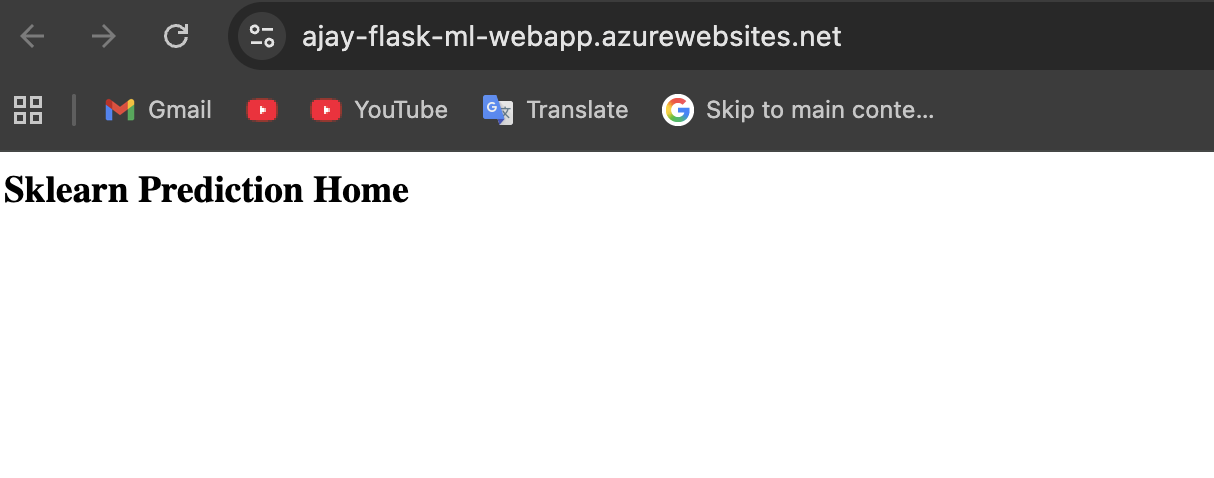 ajay-flask-ml-webapp.azurewebsites.net
Gmail YouTube Translate Skip to main conte...
Sklearn Prediction Home